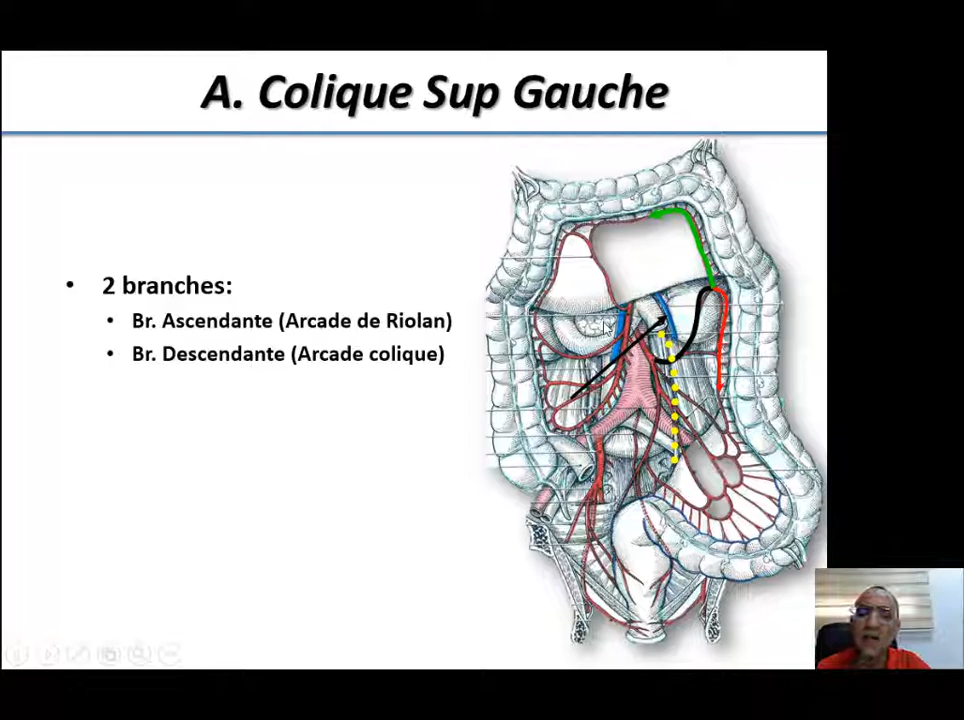 A. Colique Sup Gauche
• 2 branches:
• Br. Ascendante (Arcade de Riolan)
• Br. Descendante (Arcade colique)